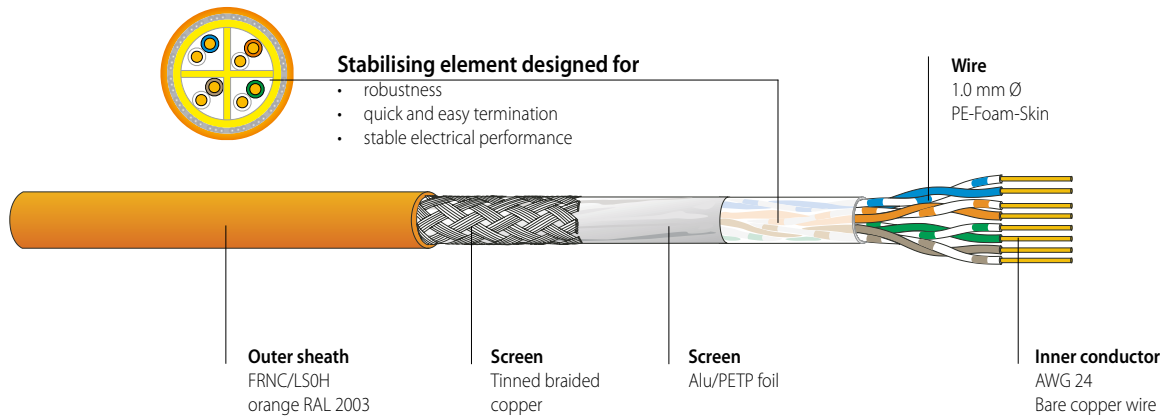 Stabilising element designed for
• robustness
• quick and easy termination
• stable electrical performance
Wire
1.0 mm Ø
PE-Foam-Skin
Outer sheath
FRNC/LS0H
orange RAL 2003
Screen
Tinned braided
copper
Screen
Alu/PETP foil
Inner conductor
AWG 24
Bare copper wire